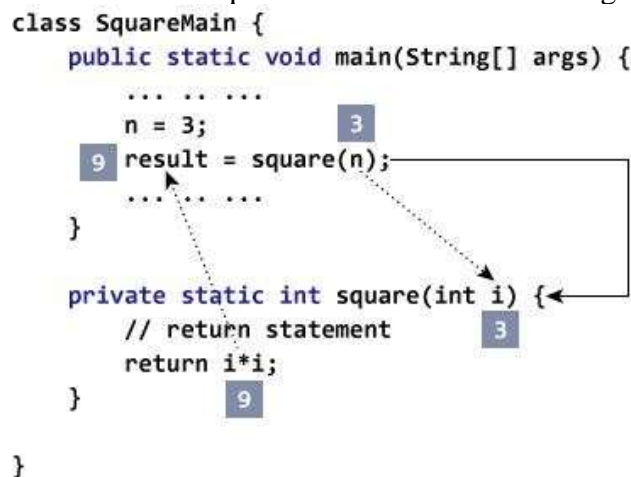 class SquareMain {
public static void main(String[] args) {
... .. ...
n = 3;
3
9 result = square(n);
... .. ...
}
private static int square(int i) {
// return statement
3
return i*i;
}
9
}